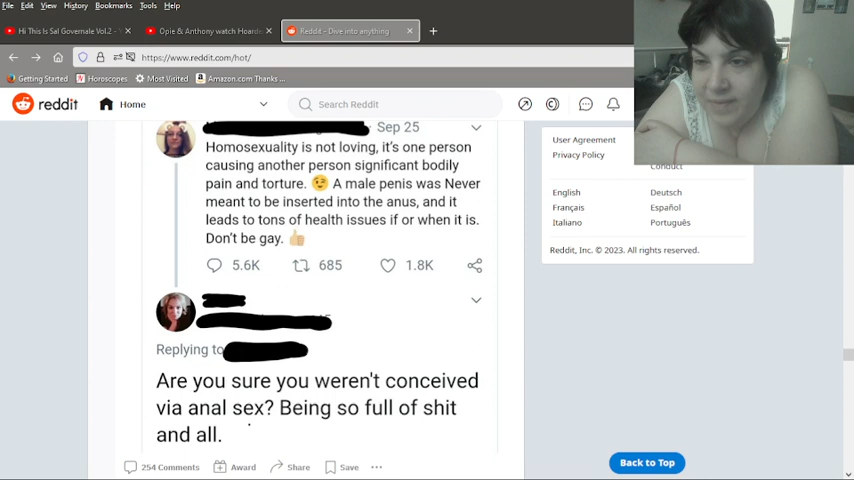 File Edit View History Bookmarks Tools Help
Hi This Is Sal Governale Vol.2 -
Opie & Anthony watch Hoarde
Reddit - Dive into anything
https://www.reddit.com/hot/
Getting Started Horoscopes Most Visited Amazon.com Thanks ...
reddit Home Search Reddit
Sep 25
Homosexuality is not loving, it's one person
causing another person significant bodily
pain and torture. 😉 A male penis was Never
meant to be inserted into the anus, and it
leads to tons of health issues if or when it is.
Don't be gay. 👍🏼
5.6K 685 1.8K
Replying to
Are you sure you weren't conceived
via anal sex? Being so full of shit
and all.
254 Comments Award Share Save
User Agreement
Privacy Policy
Conduct
English Deutsch
Français Español
Italiano Português
Reddit, Inc. © 2023. All rights reserved.
Back to Top